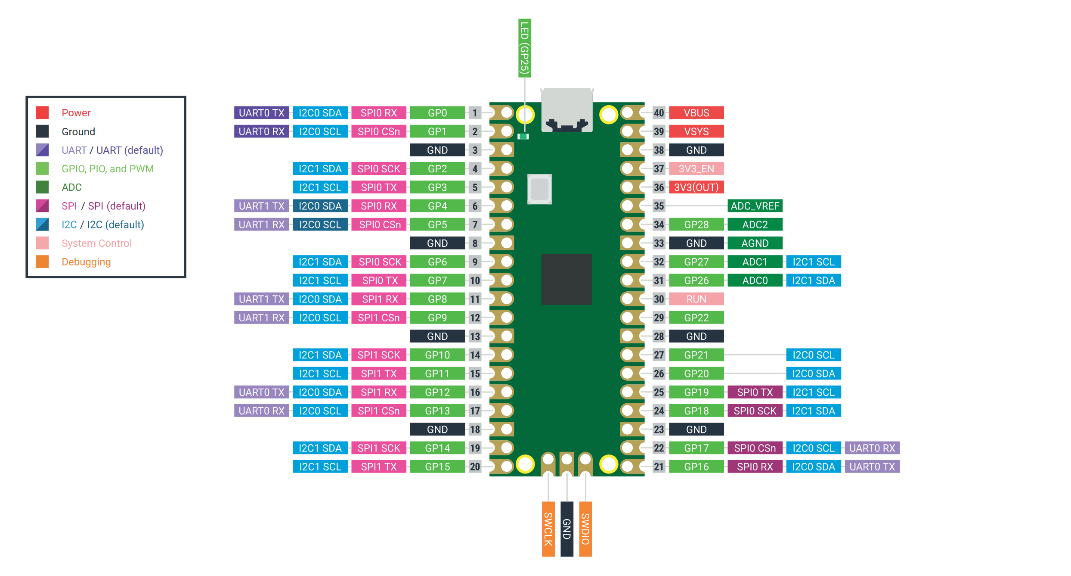 LED (GP25)
Power
Ground
UART / UART (default)
GPIO, PIO, and PWM
ADC
SPI / SPI (default)
I2C / I2C (default)
System Control
Debugging
UART0 TX I2C0 SDA SPI0 RX GP0 1 40 VBUS
UART0 RX I2C0 SCL SPI0 CSn GP1 2 39 VSYS
GND 3 38 GND
I2C1 SDA SPI0 SCK GP2 4 37 3V3_EN
I2C1 SCL SPI0 TX GP3 5 36 3V3(OUT)
UART1 TX I2C0 SDA SPI0 RX GP4 6 35 ADC_VREF
UART1 RX I2C0 SCL SPI0 CSn GP5 7 34 GP28 ADC2
GND 8 33 GND AGND
I2C1 SDA SPI0 SCK GP6 9 32 GP27 ADC1 I2C1 SCL
I2C1 SCL SPI0 TX GP7 10 31 GP26 ADC0 I2C1 SDA
UART1 TX I2C0 SDA SPI1 RX GP8 11 30 RUN
UART1 RX I2C0 SCL SPI1 CSn GP9 12 29 GP22
GND 13 28 GND
I2C1 SDA SPI1 SCK GP10 14 27 GP21 I2C0 SCL
I2C1 SCL SPI1 TX GP11 15 26 GP20 I2C0 SDA
UART0 TX I2C0 SDA SPI1 RX GP12 16 25 GP19 SPI0 TX I2C1 SCL
UART0 RX I2C0 SCL SPI1 CSn GP13 17 24 GP18 SPI0 SCK I2C1 SDA
GND 18 23 GND
I2C1 SDA SPI1 SCK GP14 19 22 GP17 SPI0 CSn I2C0 SCL UART0 RX
I2C1 SCL SPI1 TX GP15 20 21 GP16 SPI0 RX I2C0 SDA UART0 TX
SWCLK
GND
SWDIO